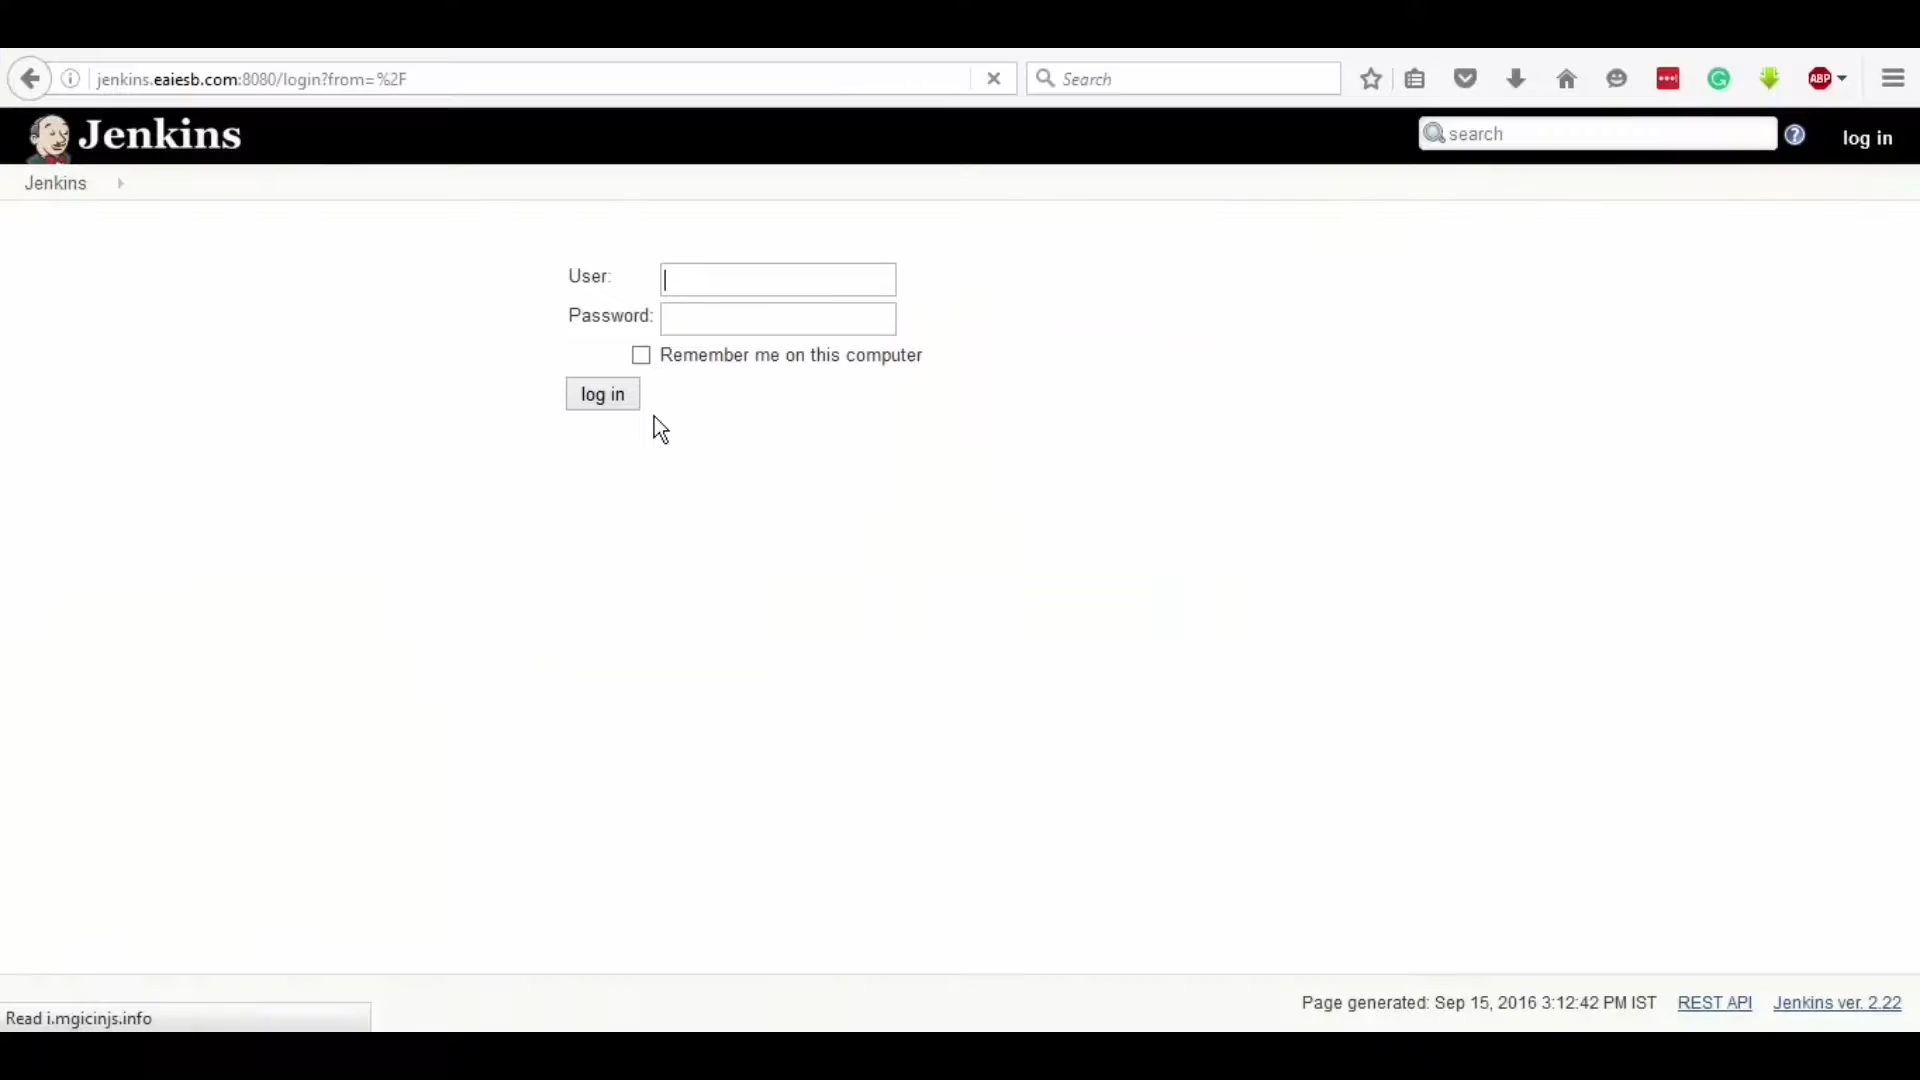 jenkins.eaiesb.com:8080/login?from=%2F
Search
ABP
Jenkins
search
?
log in
Jenkins
User:
Password:
Remember me on this computer
log in
Page generated: Sep 15, 2016 3:12:42 PM IST
REST API
Jenkins ver. 2.22
Read i.mgicinjs.info